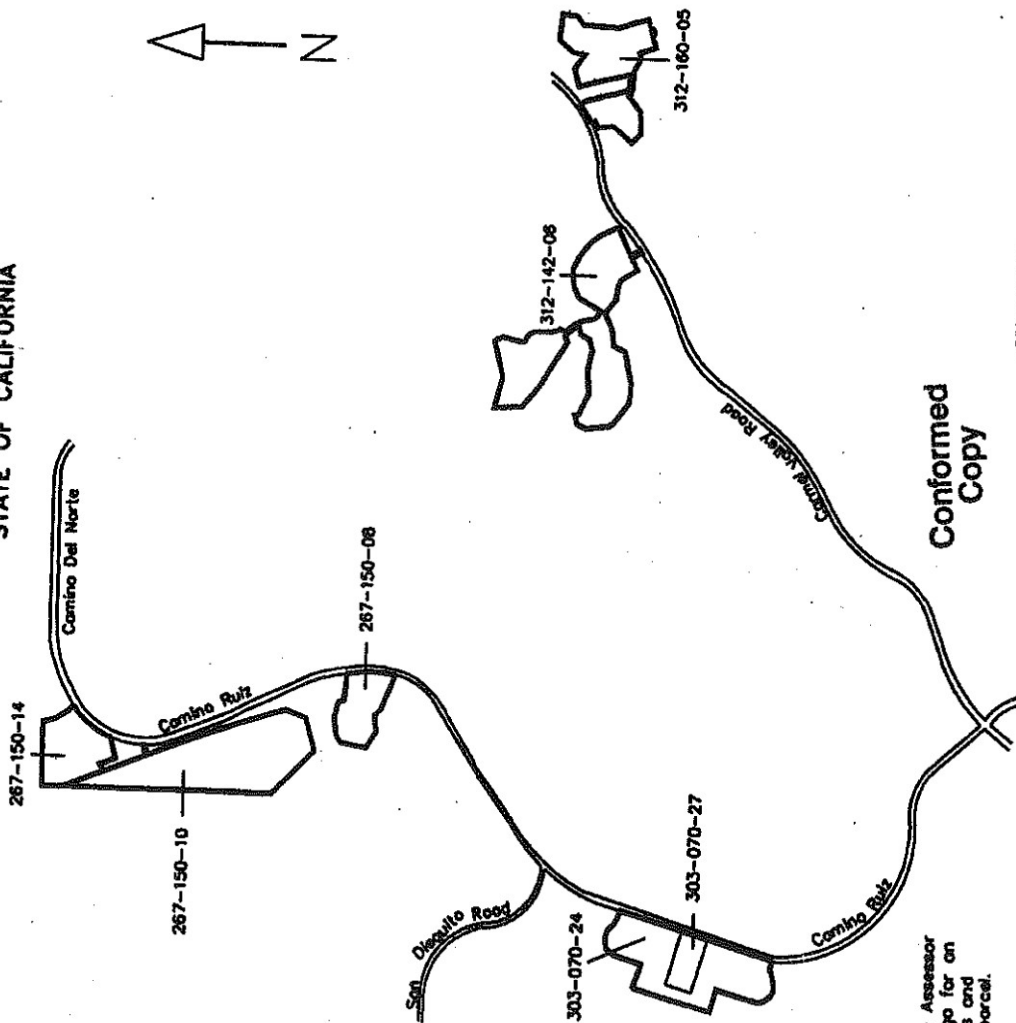 STATE OF CALIFORNIA
N
Camino Del Norte
267-150-14
Camino Ruiz
267-150-08
267-150-10
312-160-05
312-142-06
Carmel Valley Road
San Dieguito Road
303-070-24
303-070-27
Camino Ruiz
Conformed
Copy
Assessor
go for on
s and
parcel.